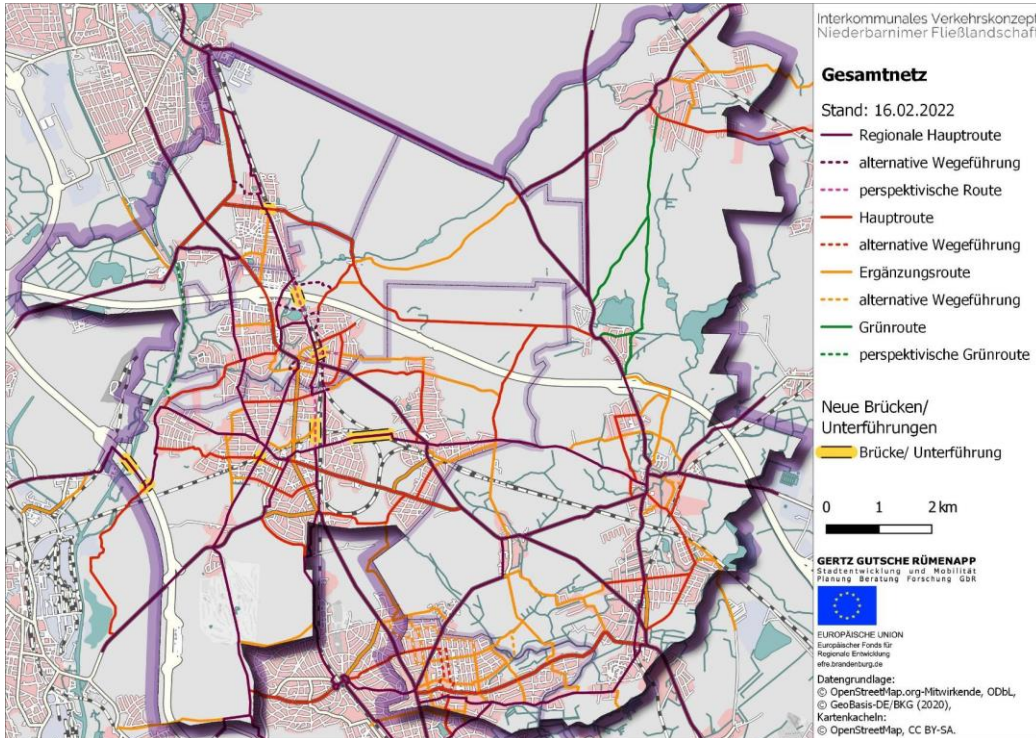 Interkommunales Verkehrskonzept
Niederbarnimer Fließlandschaft
Gesamtnetz
Stand: 16.02.2022
Regionale Hauptroute
alternative Wegeführung
perspektivische Route
Hauptroute
alternative Wegeführung
Ergänzungsroute
alternative Wegeführung
Grünroute
perspektivische Grünroute
Neue Brücken/
Unterführungen
Brücke/ Unterführung
0 1 2 km
GERTZ GUTSCHE RÜMENAPP
Stadtentwicklung und Mobilität
Planung Beratung Forschung GbR
EUROPÄISCHE UNION
Europäischer Fonds für
Regionale Entwicklung
efre.brandenburg.de
Datengrundlage:
© OpenStreetMap.org-Mitwirkende, ODbL,
© GeoBasis-DE/BKG (2020),
Kartenkacheln:
© OpenStreetMap, CC BY-SA.